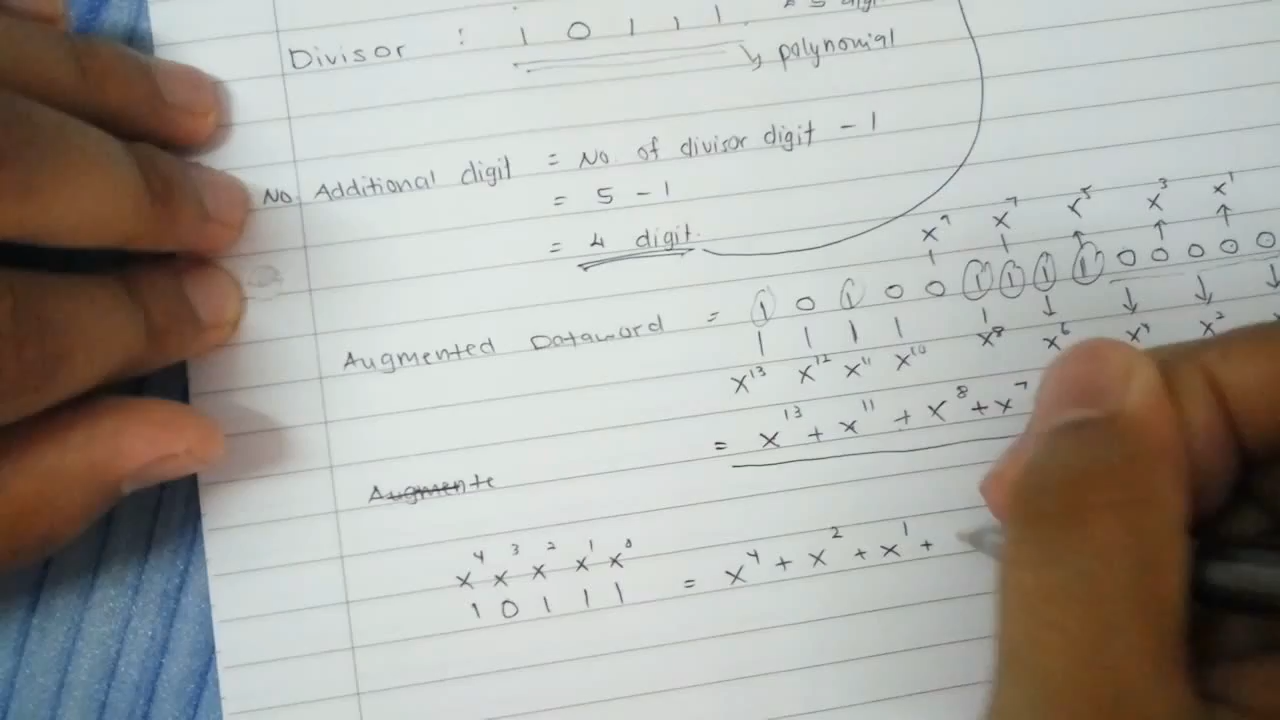 Divisor : 1 0 1 1 1
↘ polynomial
No. Additional digit = No. of divisor digit - 1
= 5 - 1
= 4 digit.
x⁹ x⁷ x⁵ x³ x¹
Augmented Dataword = 1 0 1 0 0 1 1 1 1 0 0 0 0 0
x¹³ x¹² x¹¹ x¹⁰ x⁸ x⁶ x⁴ x²
= x¹³ + x¹¹ + x⁸ + x⁷
Augmente
x⁴ x³ x² x¹ x⁰
1 0 1 1 1 = x⁴ + x² + x¹ +